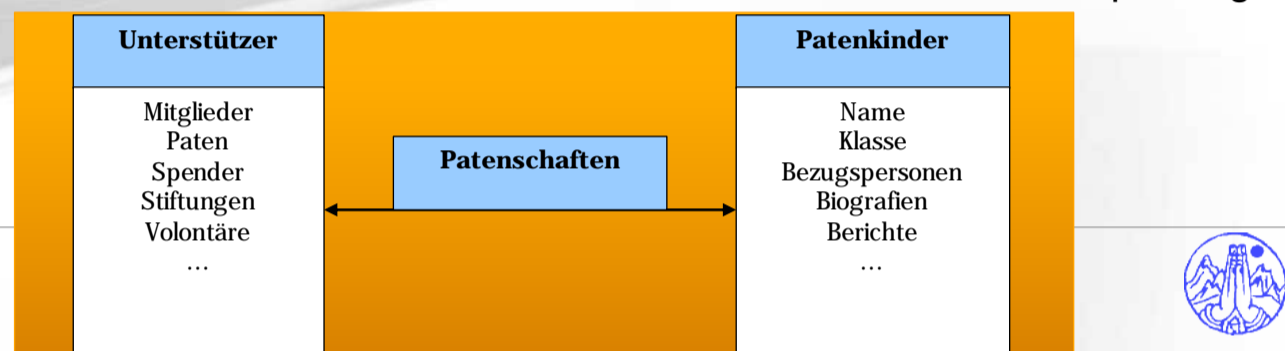 Unterstützer
Mitglieder
Paten
Spender
Stiftungen
Volontäre
…
Patenschaften
Patenkinder
Name
Klasse
Bezugspersonen
Biografien
Berichte
…